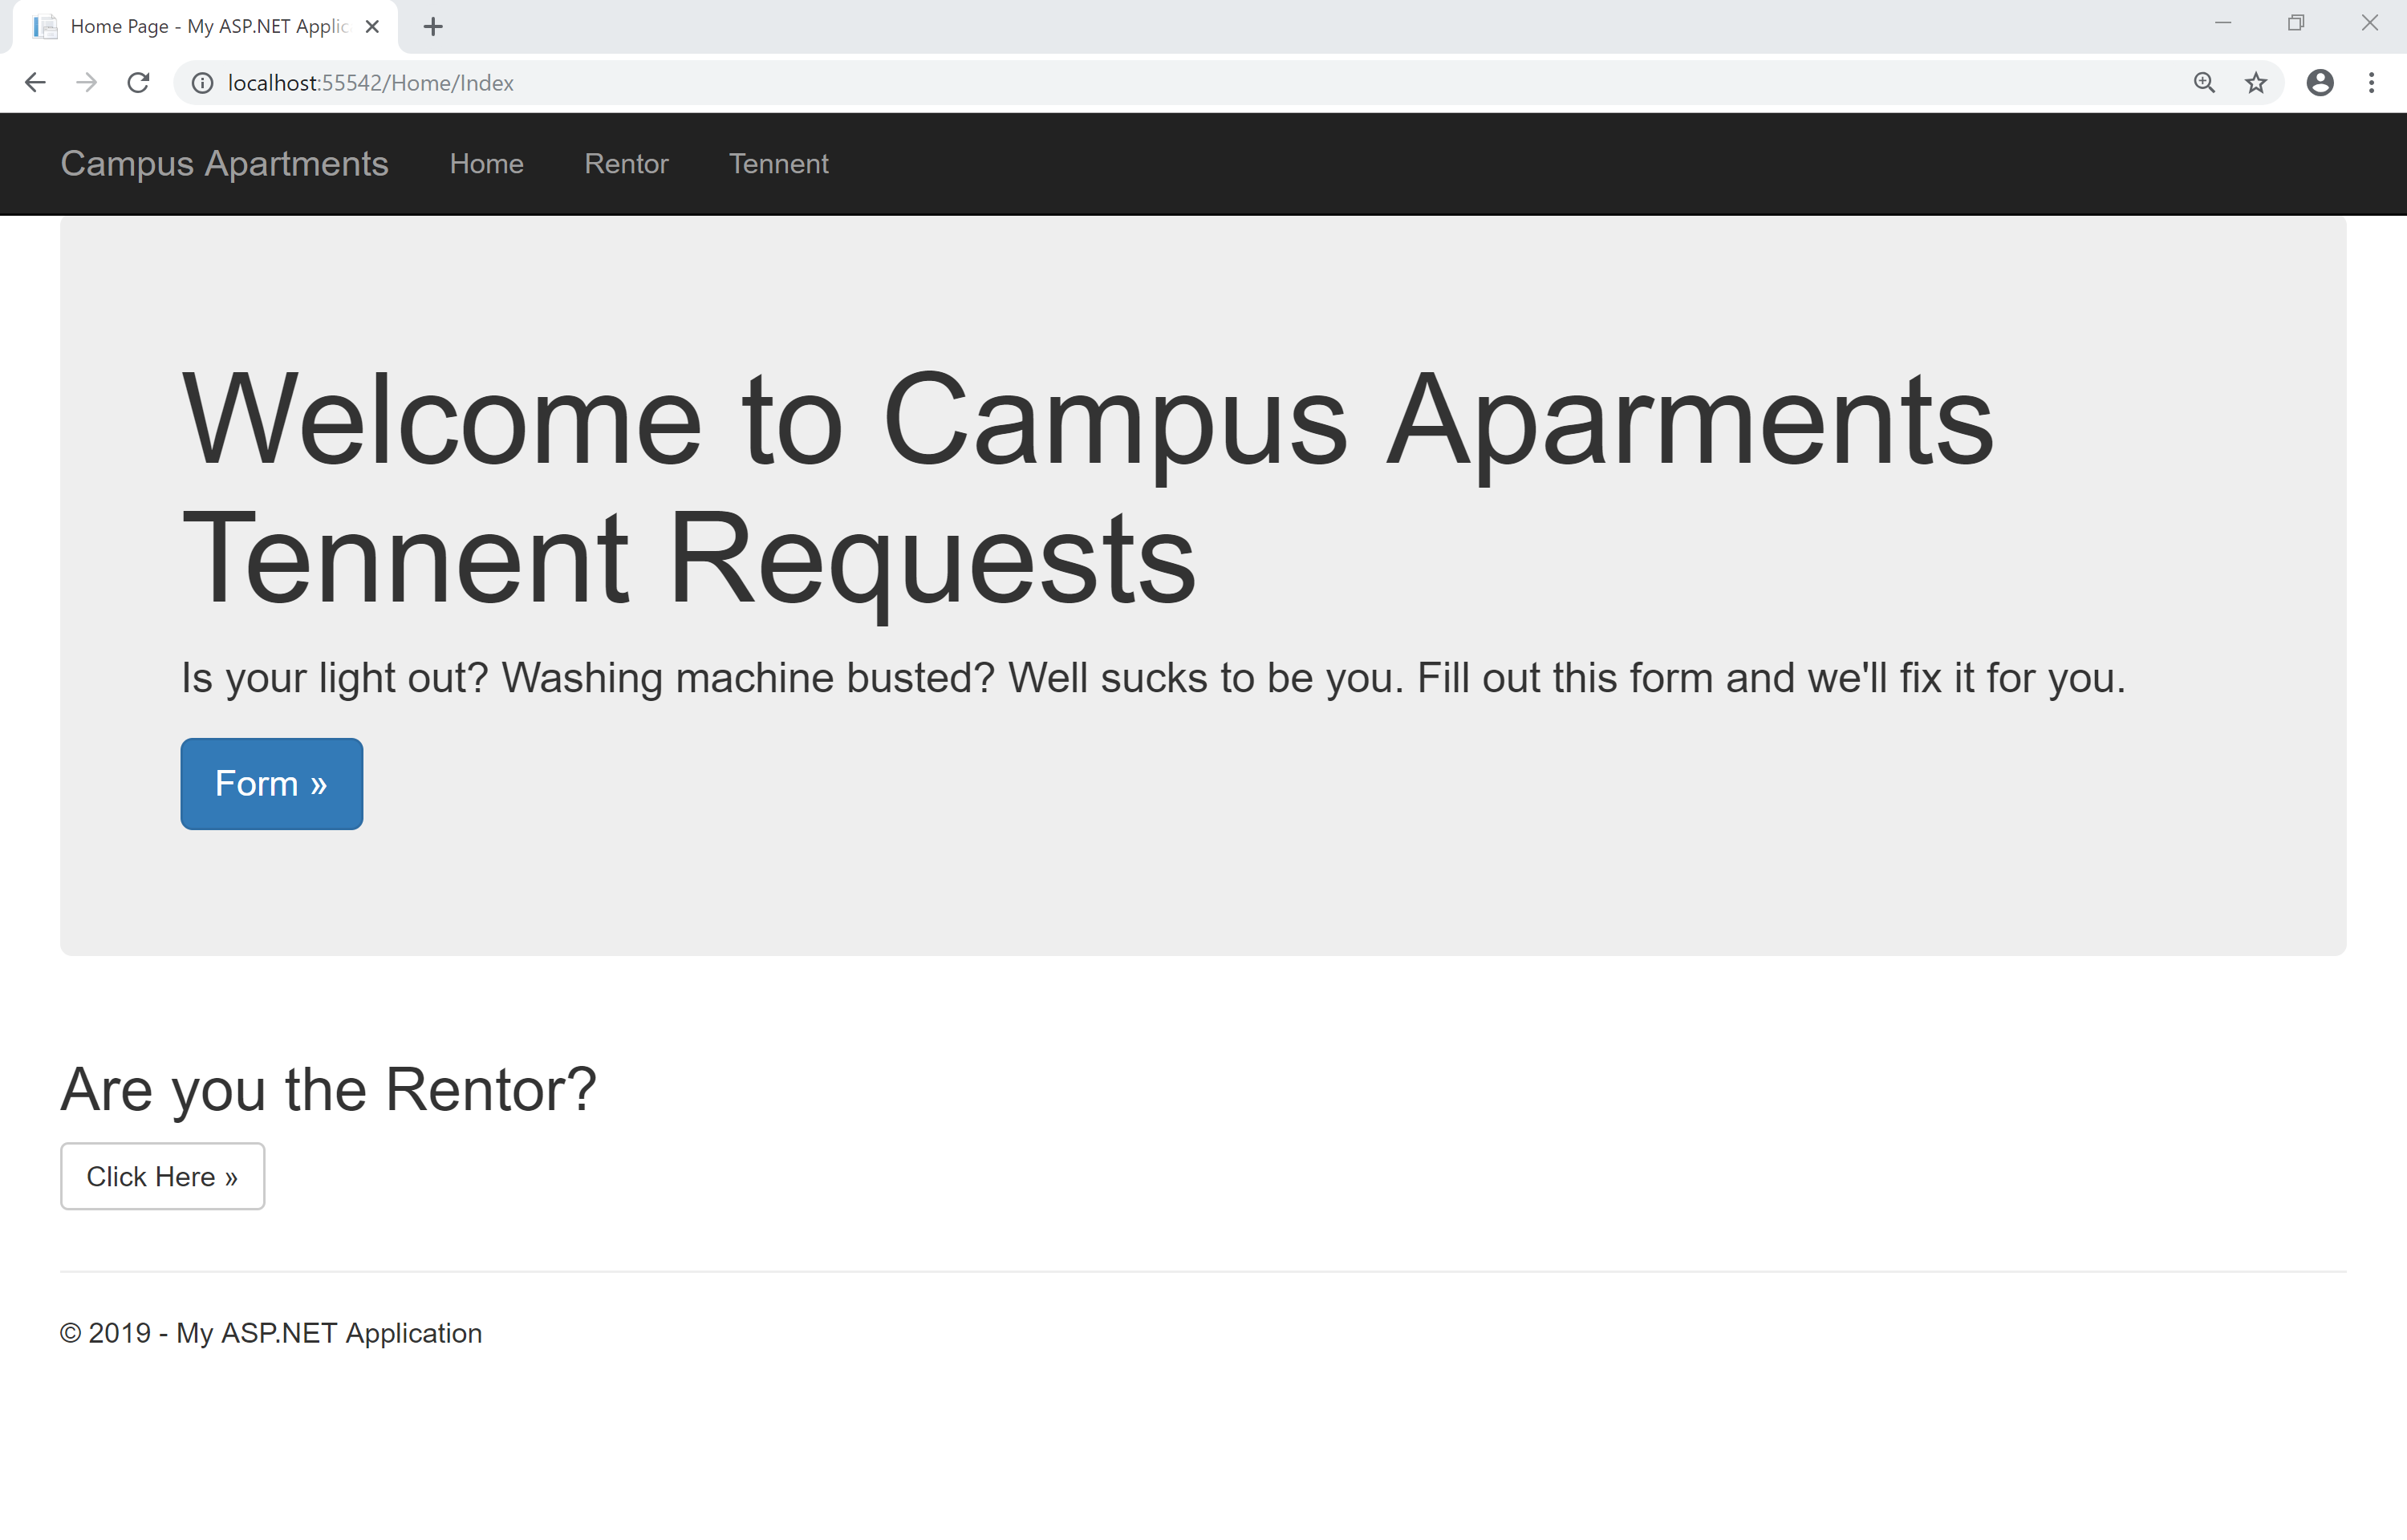 Home Page - My ASP.NET Applic
localhost:55542/Home/Index
Campus Apartments Home Rentor Tennent
Welcome to Campus Aparments
Tennent Requests
Is your light out? Washing machine busted? Well sucks to be you. Fill out this form and we'll fix it for you.
Form »
Are you the Rentor?
Click Here »
© 2019 - My ASP.NET Application